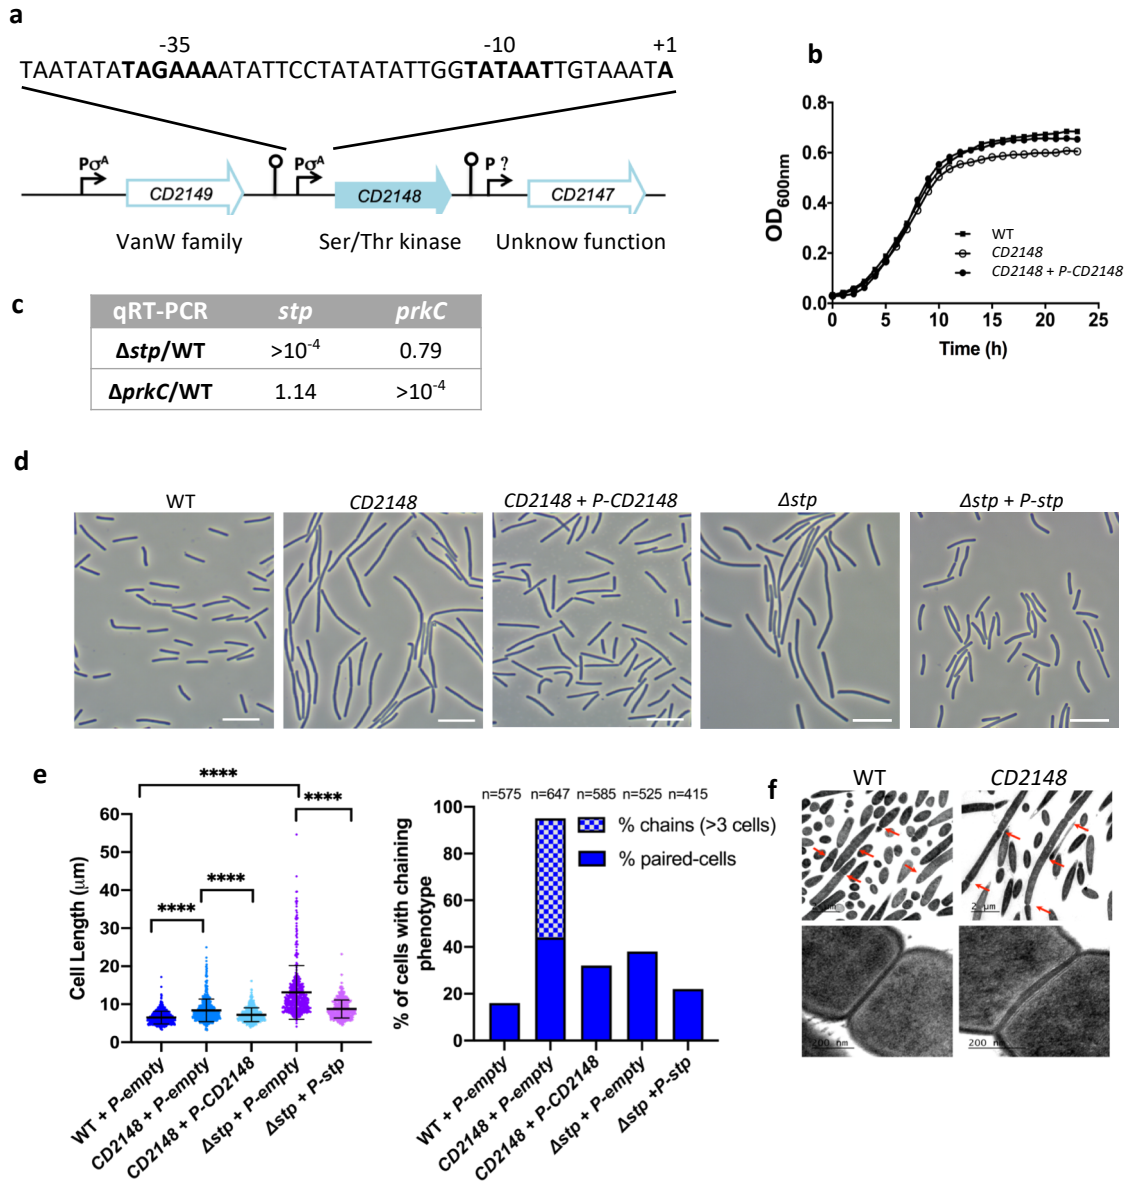 a
-35 -10 +1
TAATATATAGAAAATATTCCTATATATTGGTATAATTGTAAATA
PσA PσA P ?
CD2149 CD2148 CD2147
VanW family Ser/Thr kinase Unknow function
b
OD600nm
0.8
0.6
0.4
0.2
0.0
0 5 10 15 20 25
Time (h)
WT
CD2148
CD2148 + P-CD2148
c
qRT-PCR stp prkC
Δstp/WT >10-4 0.79
ΔprkC/WT 1.14 >10-4
d
WT CD2148 CD2148 + P-CD2148 Δstp Δstp + P-stp
e
Cell Length (μm)
60
50
40
30
20
10
0
****
****
****
****
WT + P-empty
CD2148 + P-empty
CD2148 + P-CD2148
Δstp + P-empty
Δstp + P-stp
% of cells with chaining
phenotype
100
80
60
40
20
0
n=575 n=647 n=585 n=525 n=415
% chains (>3 cells)
% paired-cells
WT + P-empty
CD2148 + P-empty
CD2148 + P-CD2148
Δstp + P-empty
Δstp +P-stp
f
WT CD2148
2 μm
200 nm 200 nm